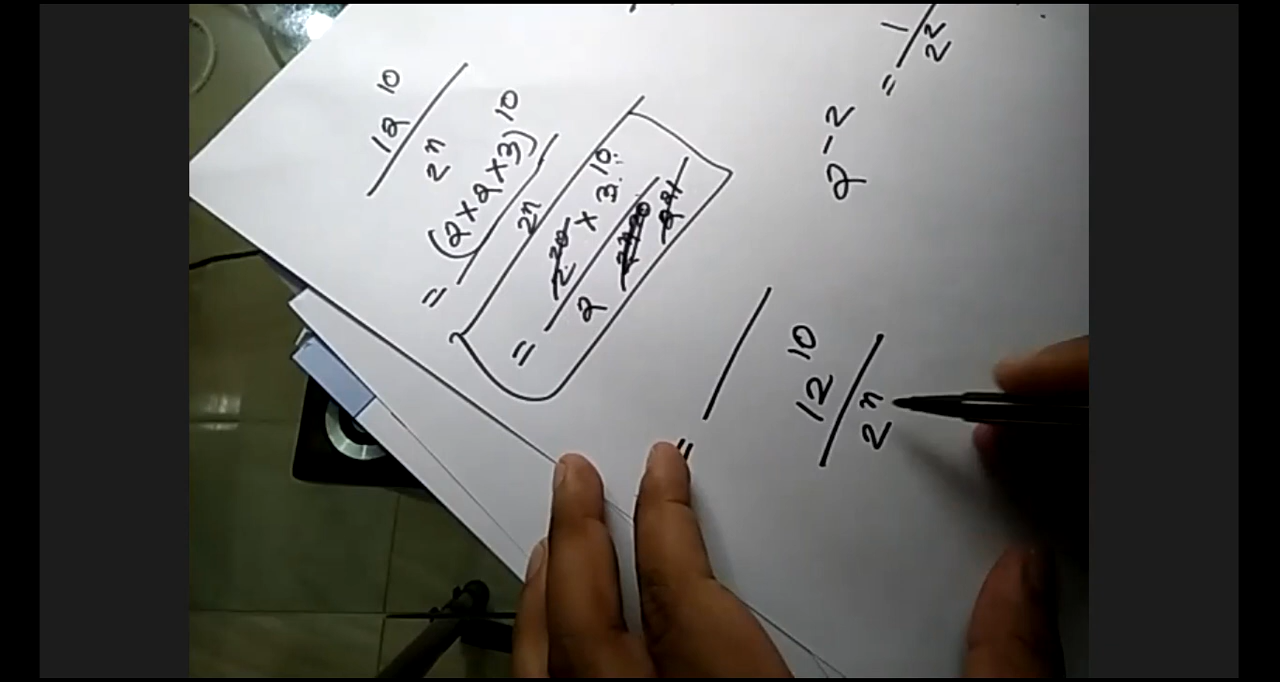 12^10 / 2^n
= (2×2×3)^10 / 2^n
= 2^20 × 3^10 / 2
= 
12^10 / 2^n
2^-2 = 1 / 2^2